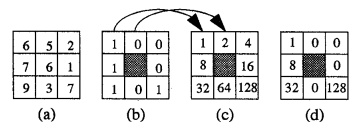 6 5 2
7 6 1
9 3 7
(a)
1 0 0
1 0
1 0 1
(b)
1 2 4
8 16
32 64 128
(c)
1 0 0
8 0
32 0 128
(d)